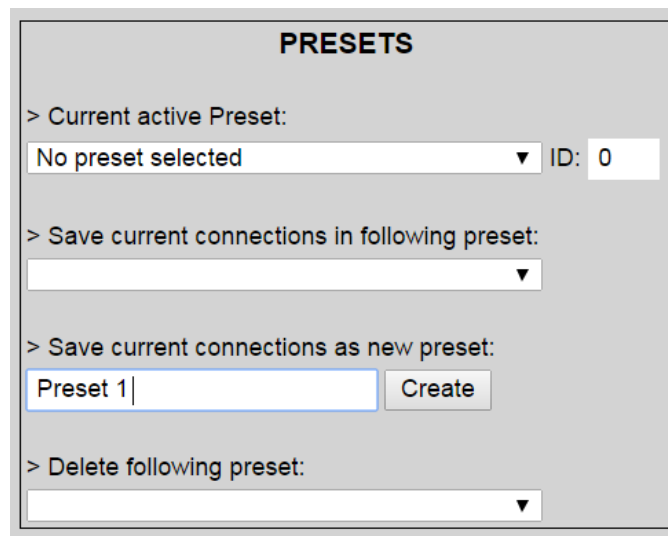 PRESETS
> Current active Preset:
No preset selected ▼ ID: 0
> Save current connections in following preset:
▼
> Save current connections as new preset:
Preset 1 Create
> Delete following preset:
▼